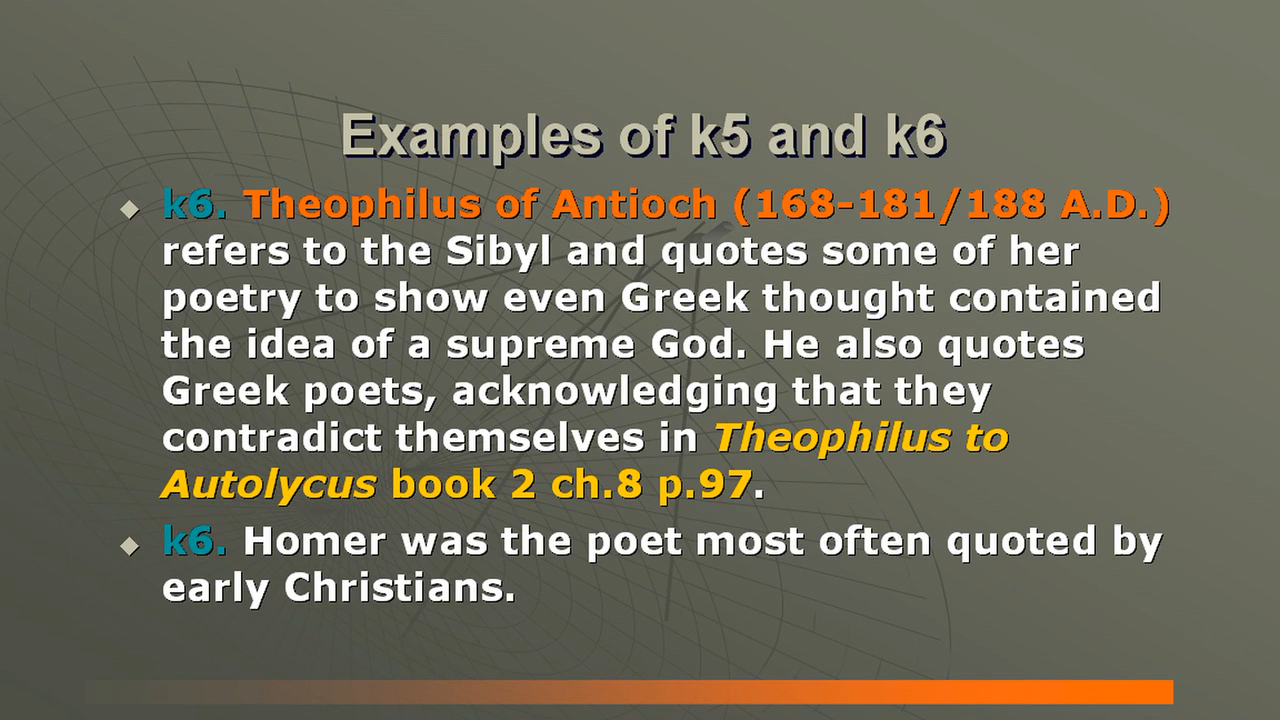 Examples of k5 and k6
k6. Theophilus of Antioch (168-181/188 A.D.)
refers to the Sibyl and quotes some of her
poetry to show even Greek thought contained
the idea of a supreme God. He also quotes
Greek poets, acknowledging that they
contradict themselves in Theophilus to
Autolycus book 2 ch.8 p.97.
k6. Homer was the poet most often quoted by
early Christians.